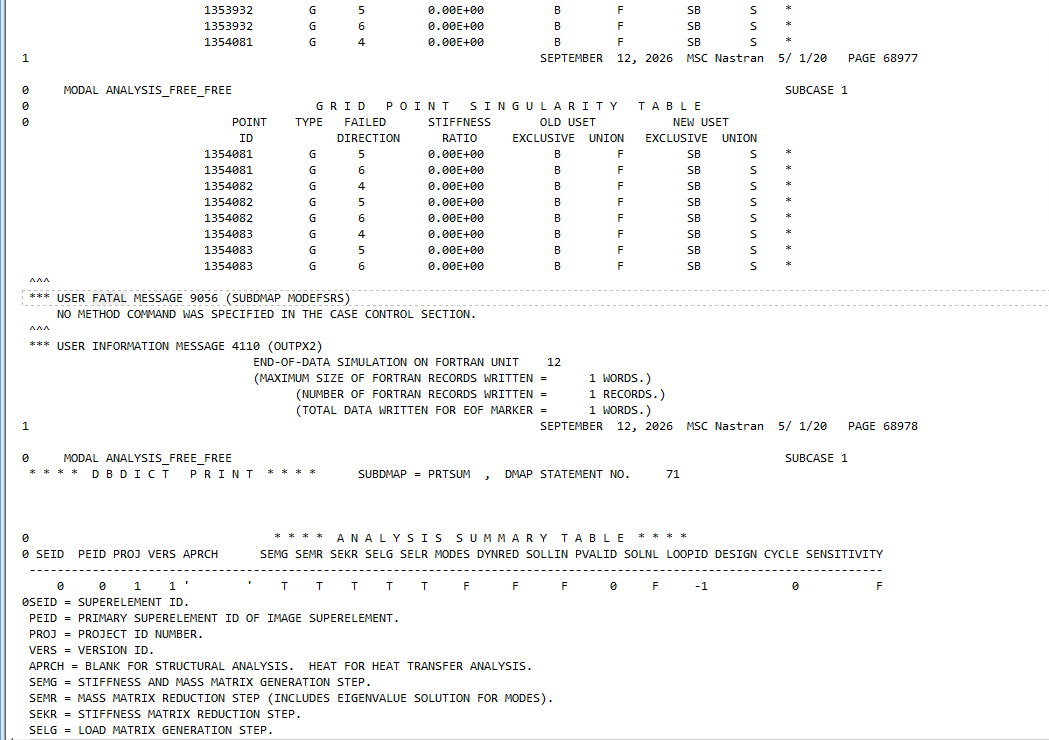 1353932 G 5 0.00E+00 B F SB S *
1353932 G 6 0.00E+00 B F SB S *
1354081 G 4 0.00E+00 B F SB S *
1 SEPTEMBER 12, 2026 MSC Nastran 5/ 1/20 PAGE 68977
0 MODAL ANALYSIS_FREE_FREE SUBCASE 1
0 G R I D P O I N T S I N G U L A R I T Y T A B L E
0 POINT TYPE FAILED STIFFNESS OLD USET NEW USET
ID DIRECTION RATIO EXCLUSIVE UNION EXCLUSIVE UNION
1354081 G 5 0.00E+00 B F SB S *
1354081 G 6 0.00E+00 B F SB S *
1354082 G 4 0.00E+00 B F SB S *
1354082 G 5 0.00E+00 B F SB S *
1354082 G 6 0.00E+00 B F SB S *
1354083 G 4 0.00E+00 B F SB S *
1354083 G 5 0.00E+00 B F SB S *
1354083 G 6 0.00E+00 B F SB S *
^^^
*** USER FATAL MESSAGE 9056 (SUBDMAP MODEFSRS)
NO METHOD COMMAND WAS SPECIFIED IN THE CASE CONTROL SECTION.
^^^
*** USER INFORMATION MESSAGE 4110 (OUTPX2)
END-OF-DATA SIMULATION ON FORTRAN UNIT 12
(MAXIMUM SIZE OF FORTRAN RECORDS WRITTEN = 1 WORDS.)
(NUMBER OF FORTRAN RECORDS WRITTEN = 1 RECORDS.)
(TOTAL DATA WRITTEN FOR EOF MARKER = 1 WORDS.)
1 SEPTEMBER 12, 2026 MSC Nastran 5/ 1/20 PAGE 68978
0 MODAL ANALYSIS_FREE_FREE SUBCASE 1
* * * * D B D I C T P R I N T * * * * SUBDMAP = PRTSUM , DMAP STATEMENT NO. 71
0 * * * * A N A L Y S I S S U M M A R Y T A B L E * * * *
0 SEID PEID PROJ VERS APRCH SEMG SEMR SEKR SELG SELR MODES DYNRED SOLLIN PVALID SOLNL LOOPID DESIGN CYCLE SENSITIVITY
--------------------------------------------------------------------------------------------------------------------------
0 0 1 1 ' ' T T T T T F F F 0 F -1 0 F
0SEID = SUPERELEMENT ID.
PEID = PRIMARY SUPERELEMENT ID OF IMAGE SUPERELEMENT.
PROJ = PROJECT ID NUMBER.
VERS = VERSION ID.
APRCH = BLANK FOR STRUCTURAL ANALYSIS. HEAT FOR HEAT TRANSFER ANALYSIS.
SEMG = STIFFNESS AND MASS MATRIX GENERATION STEP.
SEMR = MASS MATRIX REDUCTION STEP (INCLUDES EIGENVALUE SOLUTION FOR MODES).
SEKR = STIFFNESS MATRIX REDUCTION STEP.
SELG = LOAD MATRIX GENERATION STEP.